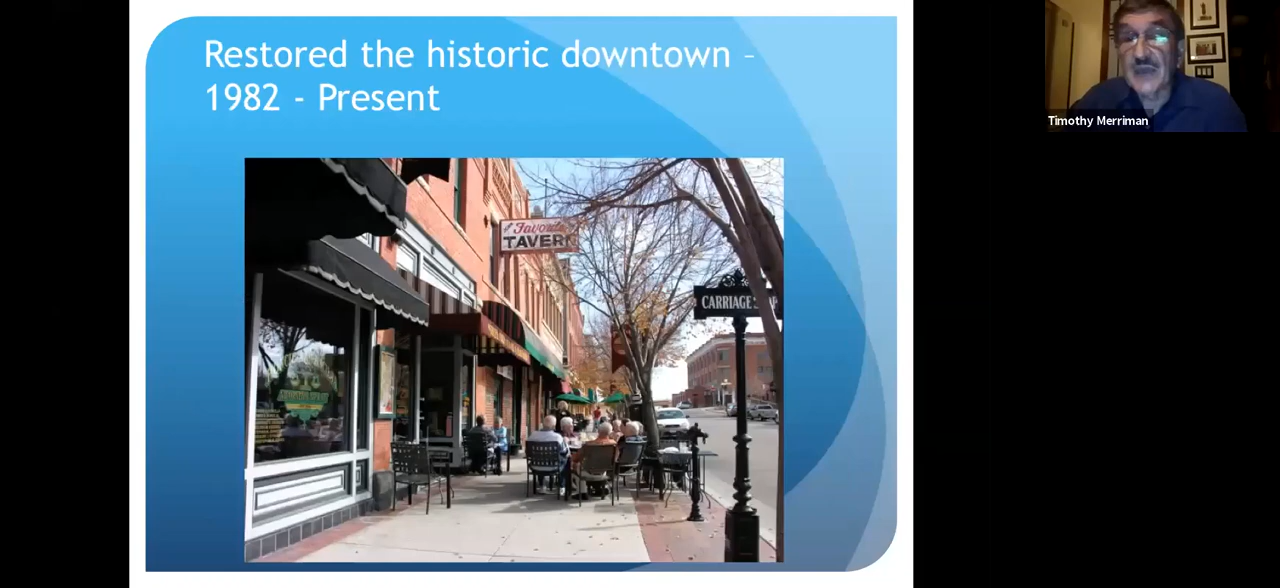 Restored the historic downtown –
1982 - Present
Timothy Merriman
Favorite
TAVERN
CARRIAGE